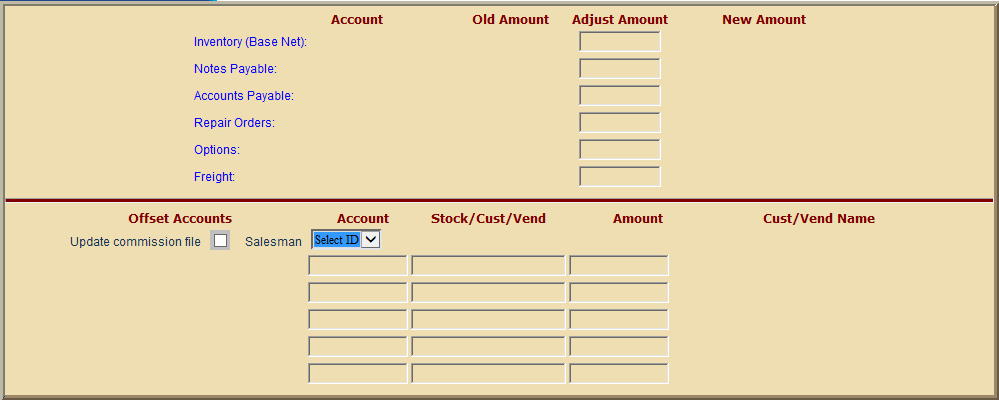 Account Old Amount Adjust Amount New Amount
Inventory (Base Net):
Notes Payable:
Accounts Payable:
Repair Orders:
Options:
Freight:
Offset Accounts Account Stock/Cust/Vend Amount Cust/Vend Name
Update commission file Salesman Select ID